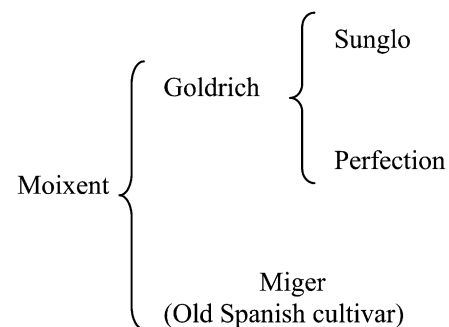 Sunglo
Goldrich
Perfection
Moixent
Miger
(Old Spanish cultivar)